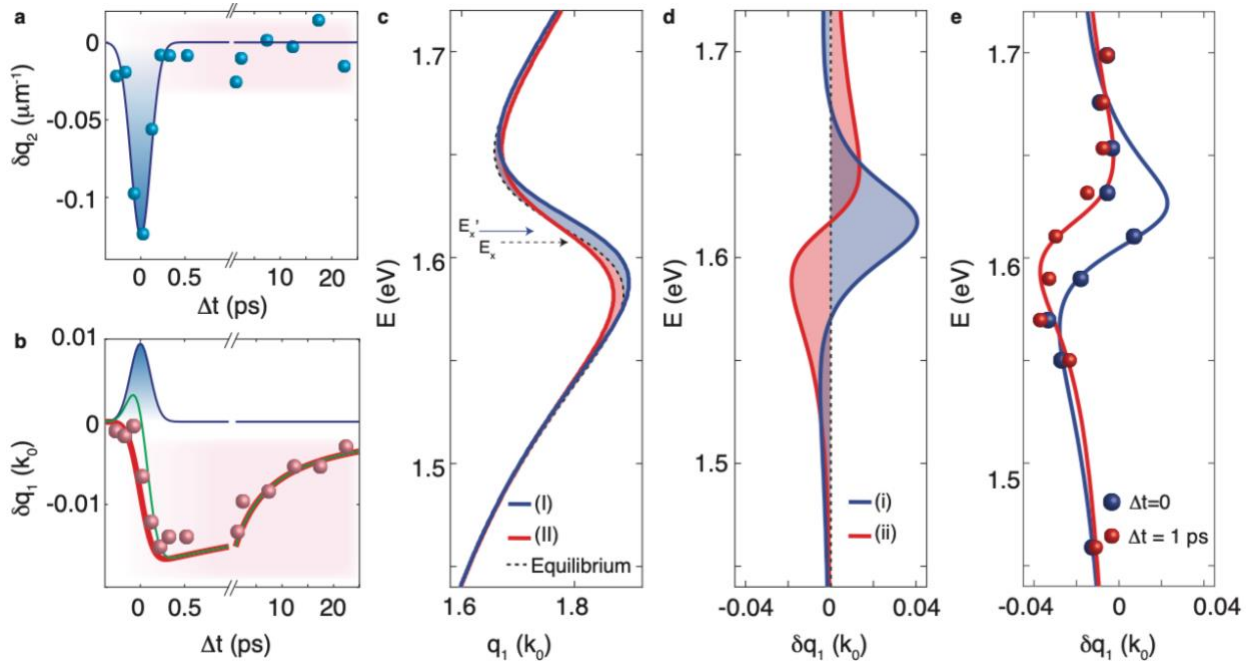 a
0
-0.05
-0.1
δq₂ (μm⁻¹)
0 0.5 10 20
Δt (ps)
b
0.01
0
-0.01
δq₁ (k₀)
0 0.5 10 20
Δt (ps)
c
1.7
1.6
1.5
E (eV)
Eₓ'
Eₓ
(I)
(II)
Equilibrium
1.6 1.8
q₁ (k₀)
d
1.7
1.6
1.5
E (eV)
(i)
(ii)
-0.04 0 0.04
δq₁ (k₀)
e
1.7
1.6
1.5
E (eV)
Δt=0
Δt = 1 ps
-0.04 0 0.04
δq₁ (k₀)